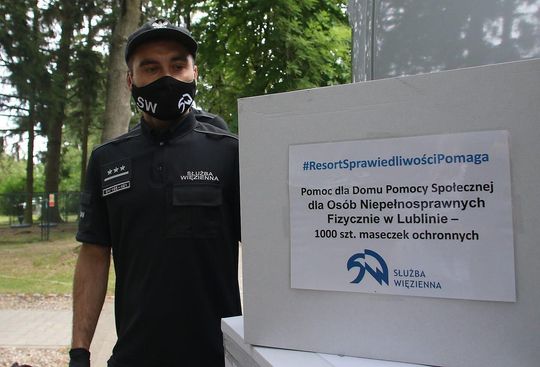 SW
SŁUŻBA
WIĘZIENNA
#ResortSprawiedliwościPomaga
Pomoc dla Domu Pomocy Społecznej
dla Osób Niepełnosprawnych
Fizycznie w Lublinie –
1000 szt. maseczek ochronnych
SŁUŻBA
WIĘZIENNA